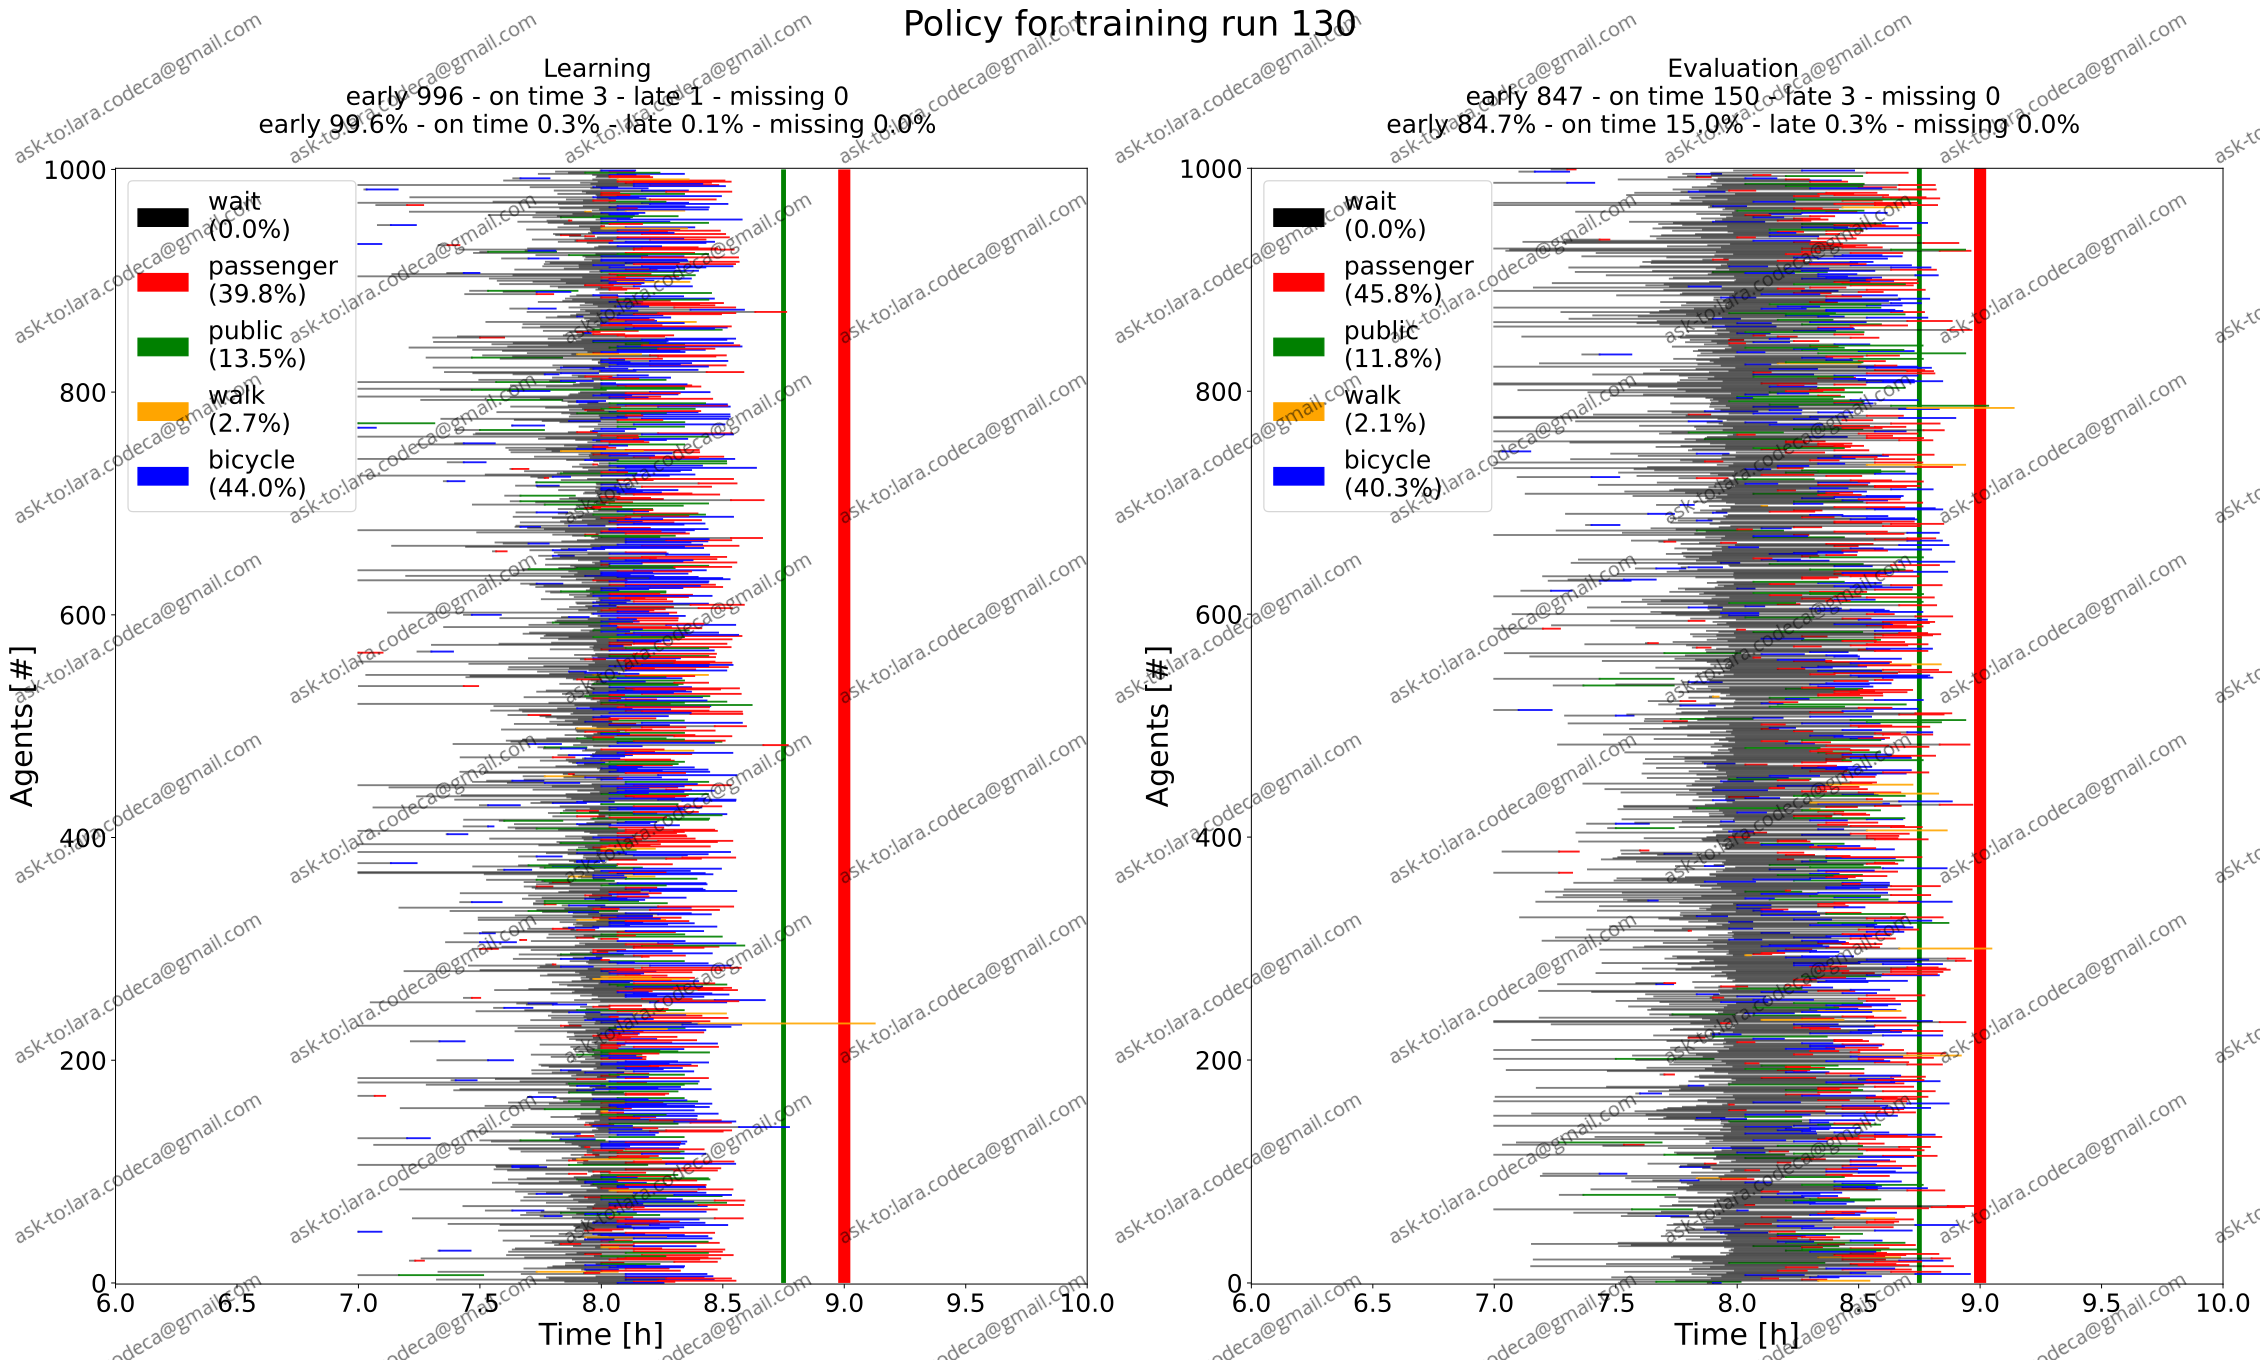 Policy for training run 130
Learning
early 996 - on time 3 - late 1 - missing 0
early 99.6% - on time 0.3% - late 0.1% - missing 0.0%
1000
800
600
400
200
0
Agents [#]
wait
(0.0%)
passenger
(39.8%)
public
(13.5%)
walk
(2.7%)
bicycle
(44.0%)
6.0 6.5 7.0 7.5 8.0 8.5 9.0 9.5 10.0
Time [h]
Evaluation
early 847 - on time 150 - late 3 - missing 0
early 84.7% - on time 15.0% - late 0.3% - missing 0.0%
1000
800
600
400
200
0
Agents [#]
wait
(0.0%)
passenger
(45.8%)
public
(11.8%)
walk
(2.1%)
bicycle
(40.3%)
6.0 6.5 7.0 7.5 8.0 8.5 9.0 9.5 10.0
Time [h]
ask-to:lara.codeca@gmail.com